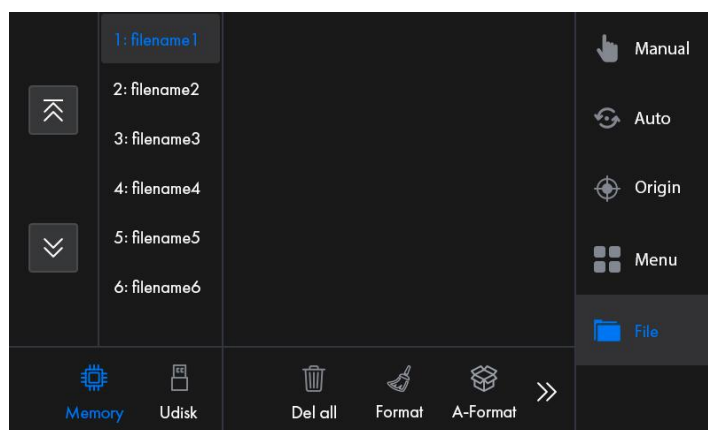 1: filename1
2: filename2
3: filename3
4: filename4
5: filename5
6: filename6
Manual
Auto
Origin
Menu
File
Memory
Udisk
Del all
Format
A-Format